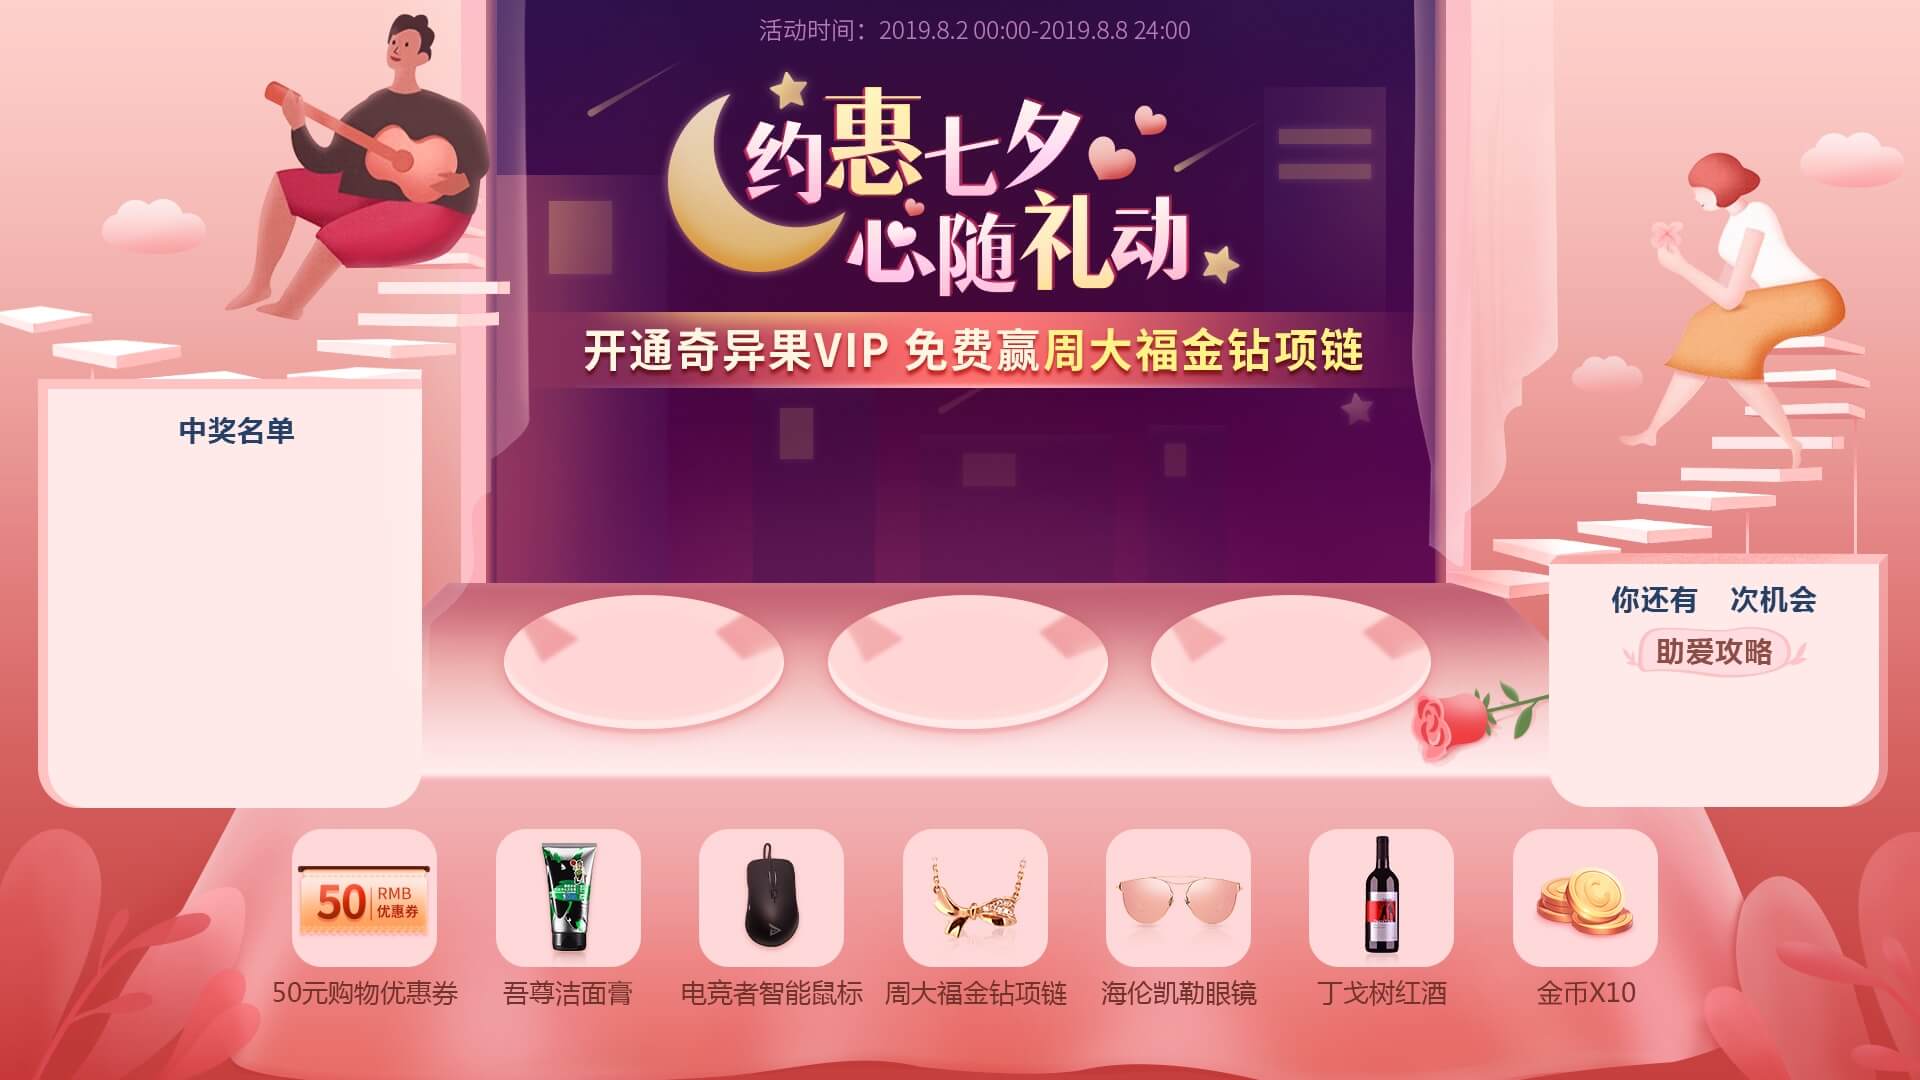 活动时间：2019.8.2 00:00-2019.8.8 24:00
约惠七夕
心随礼动
开通奇异果VIP 免费赢周大福金钻项链
中奖名单
你还有 次机会
助爱攻略
50 RMB 优惠券
50元购物优惠券
吾尊洁面膏
电竞者智能鼠标
周大福金钻项链
海伦凯勒眼镜
丁戈树红酒
金币X10